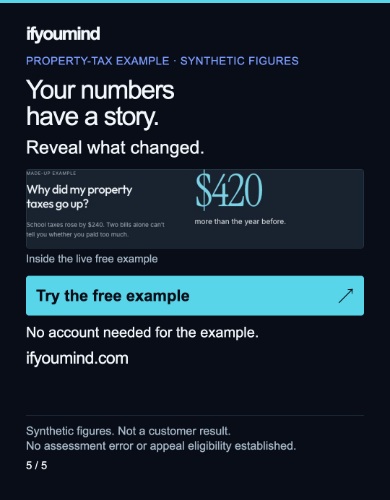 ifyoumind
PROPERTY-TAX EXAMPLE · SYNTHETIC FIGURES
Your numbers
have a story.
Reveal what changed.
MADE-UP EXAMPLE
Why did my property
taxes go up?
School taxes rose by $240. Two bills alone can't
tell you whether you paid too much.
$420
more than the year before.
Inside the live free example
Try the free example
No account needed for the example.
ifyoumind.com
Synthetic figures. Not a customer result.
No assessment error or appeal eligibility established.
5 / 5